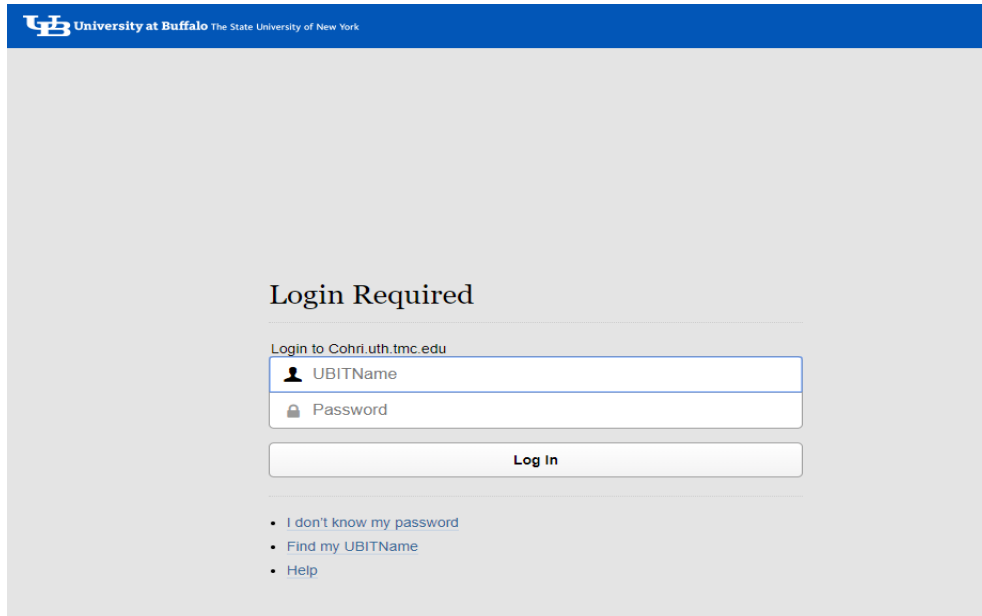 UB University at Buffalo The State University of New York
Login Required
Login to Cohri.uth.tmc.edu
UBITName
Password
Log In
I don't know my password
Find my UBITName
Help